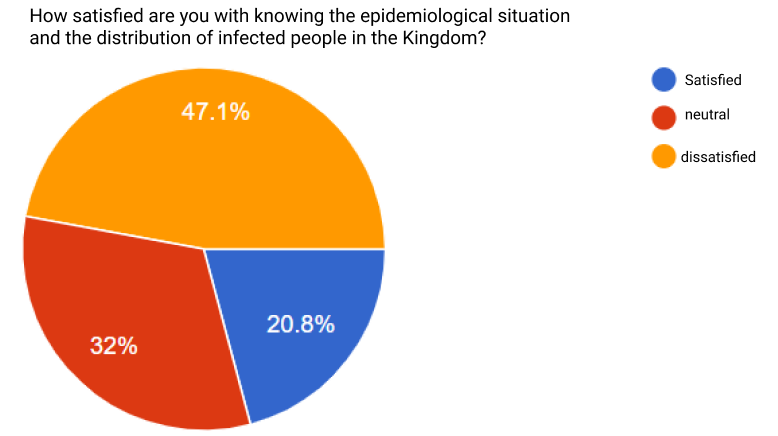 How satisfied are you with knowing the epidemiological situation
and the distribution of infected people in the Kingdom?
Satisfied
neutral
dissatisfied
47.1%
32%
20.8%